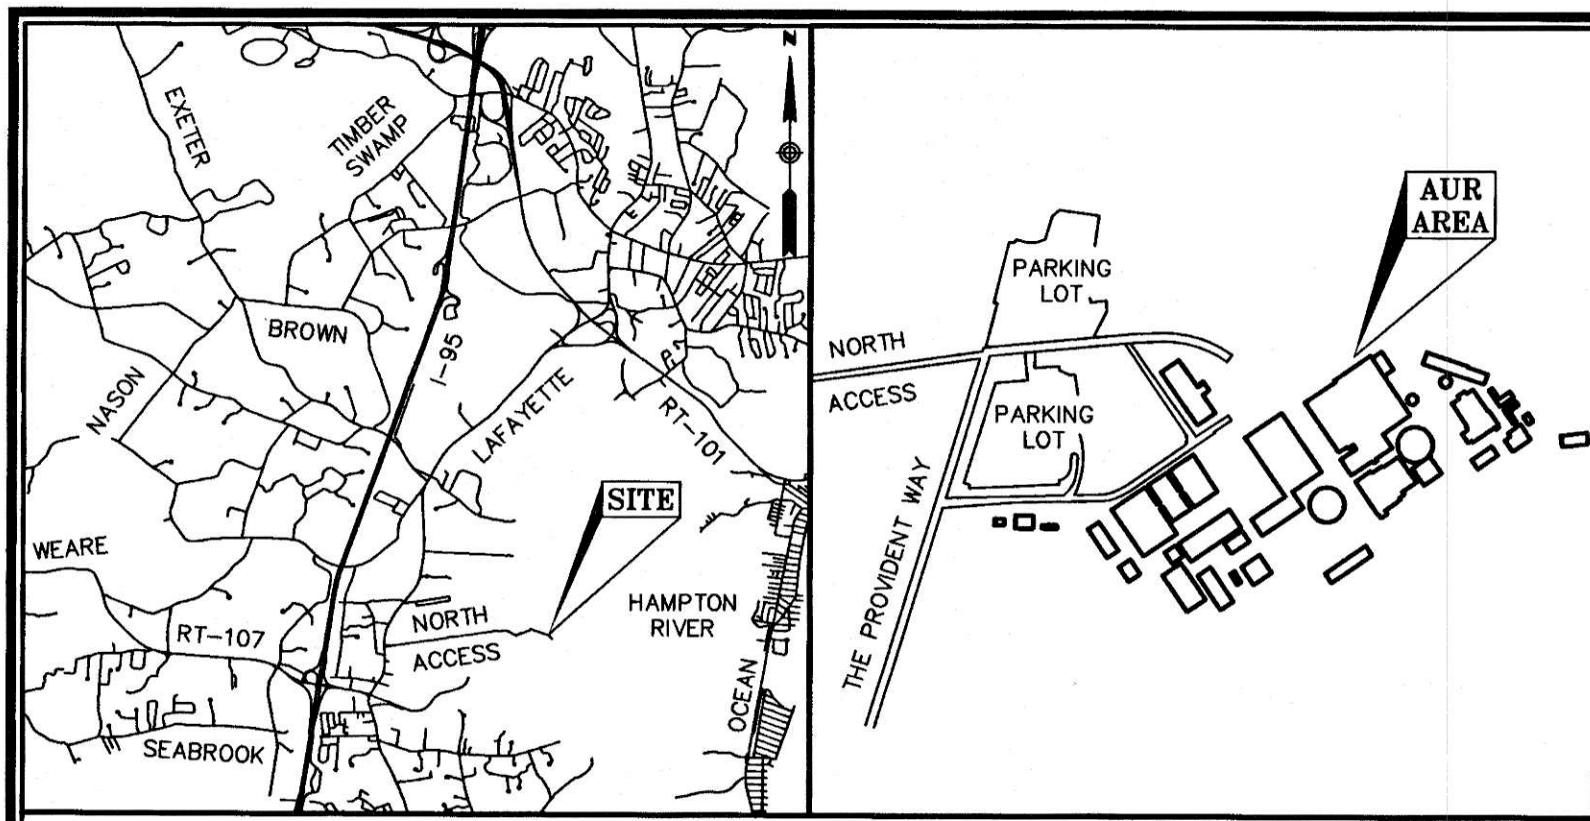 N
EXETER
TIMBER
SWAMP
BROWN
I-95
NASON
LAFAYETTE
RT-101
SITE
WEARE
HAMPTON
RIVER
NORTH
ACCESS
RT-107
OCEAN
SEABROOK
AUR
AREA
PARKING
LOT
NORTH
ACCESS
PARKING
LOT
THE PROVIDENT WAY